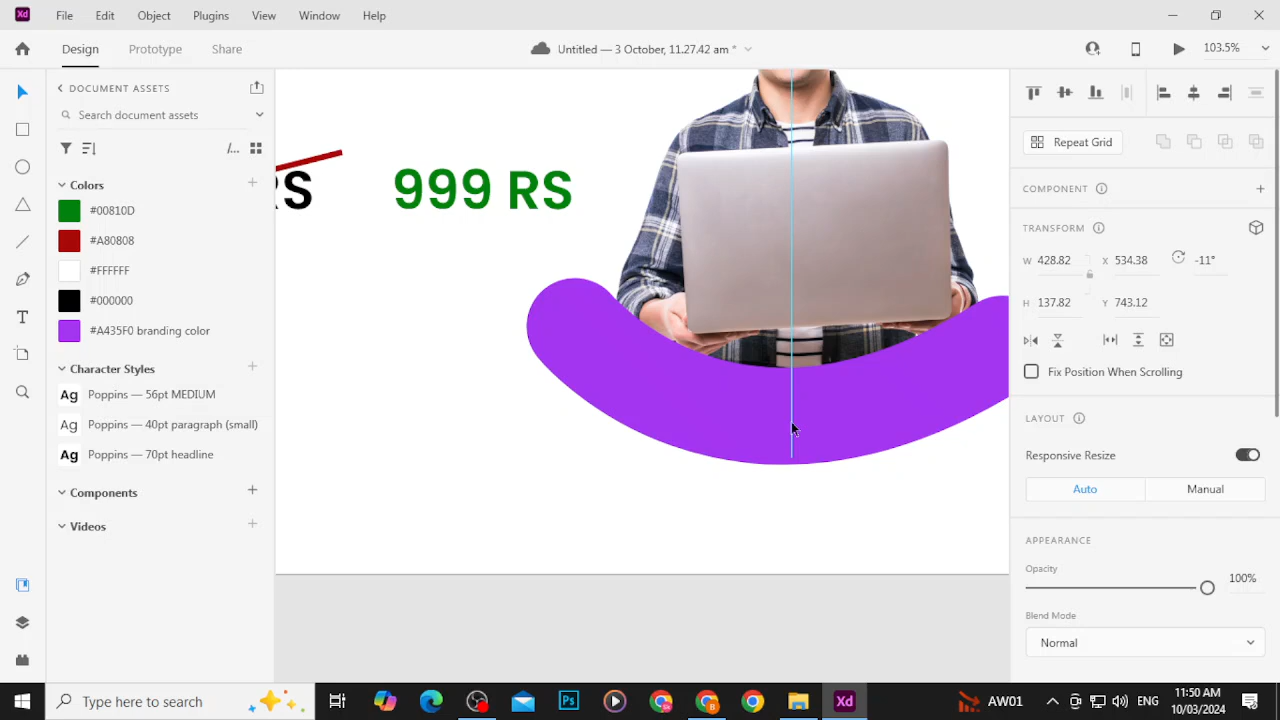 Xd File Edit Object Plugins View Window Help
Design Prototype Share Untitled — 3 October, 11.27.42 am * 103.5%
DOCUMENT ASSETS
Search document assets
/...
Repeat Grid
Colors
#00810D
#A80808
#FFFFFF
#000000
#A435F0 branding color
Character Styles
Ag Poppins — 56pt MEDIUM
Ag Poppins — 40pt paragraph (small)
Ag Poppins — 70pt headline
Components
Videos
RS 999 RS
COMPONENT
TRANSFORM
W 428.82 X 534.38 -11°
H 137.82 Y 743.12
Fix Position When Scrolling
LAYOUT
Responsive Resize
Auto Manual
APPEARANCE
Opacity
100%
Blend Mode
Normal
Type here to search Ps Xd AW01 ENG 11:50 AM
10/03/2024